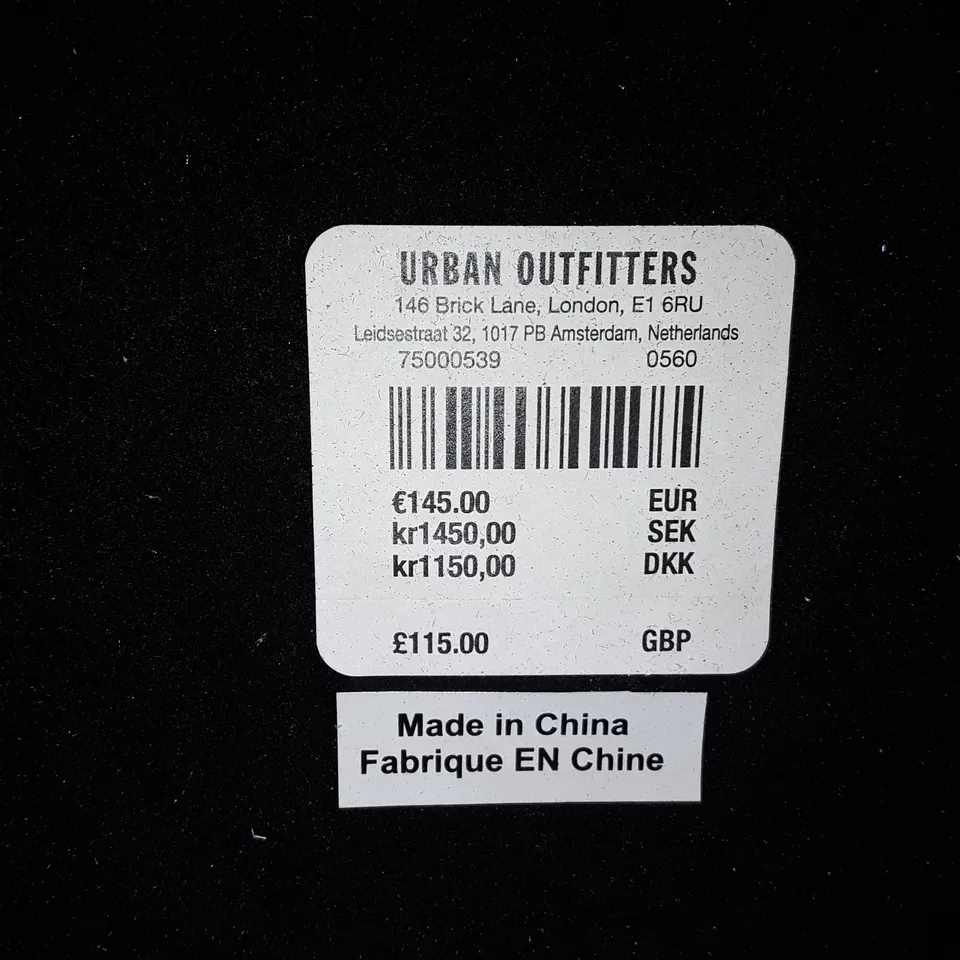 URBAN OUTFITTERS
146 Brick Lane, London, E1 6RU
Leidsestraat 32, 1017 PB Amsterdam, Netherlands
75000539 0560
€145.00 EUR
kr1450,00 SEK
kr1150,00 DKK
£115.00 GBP
Made in China
Fabrique EN Chine